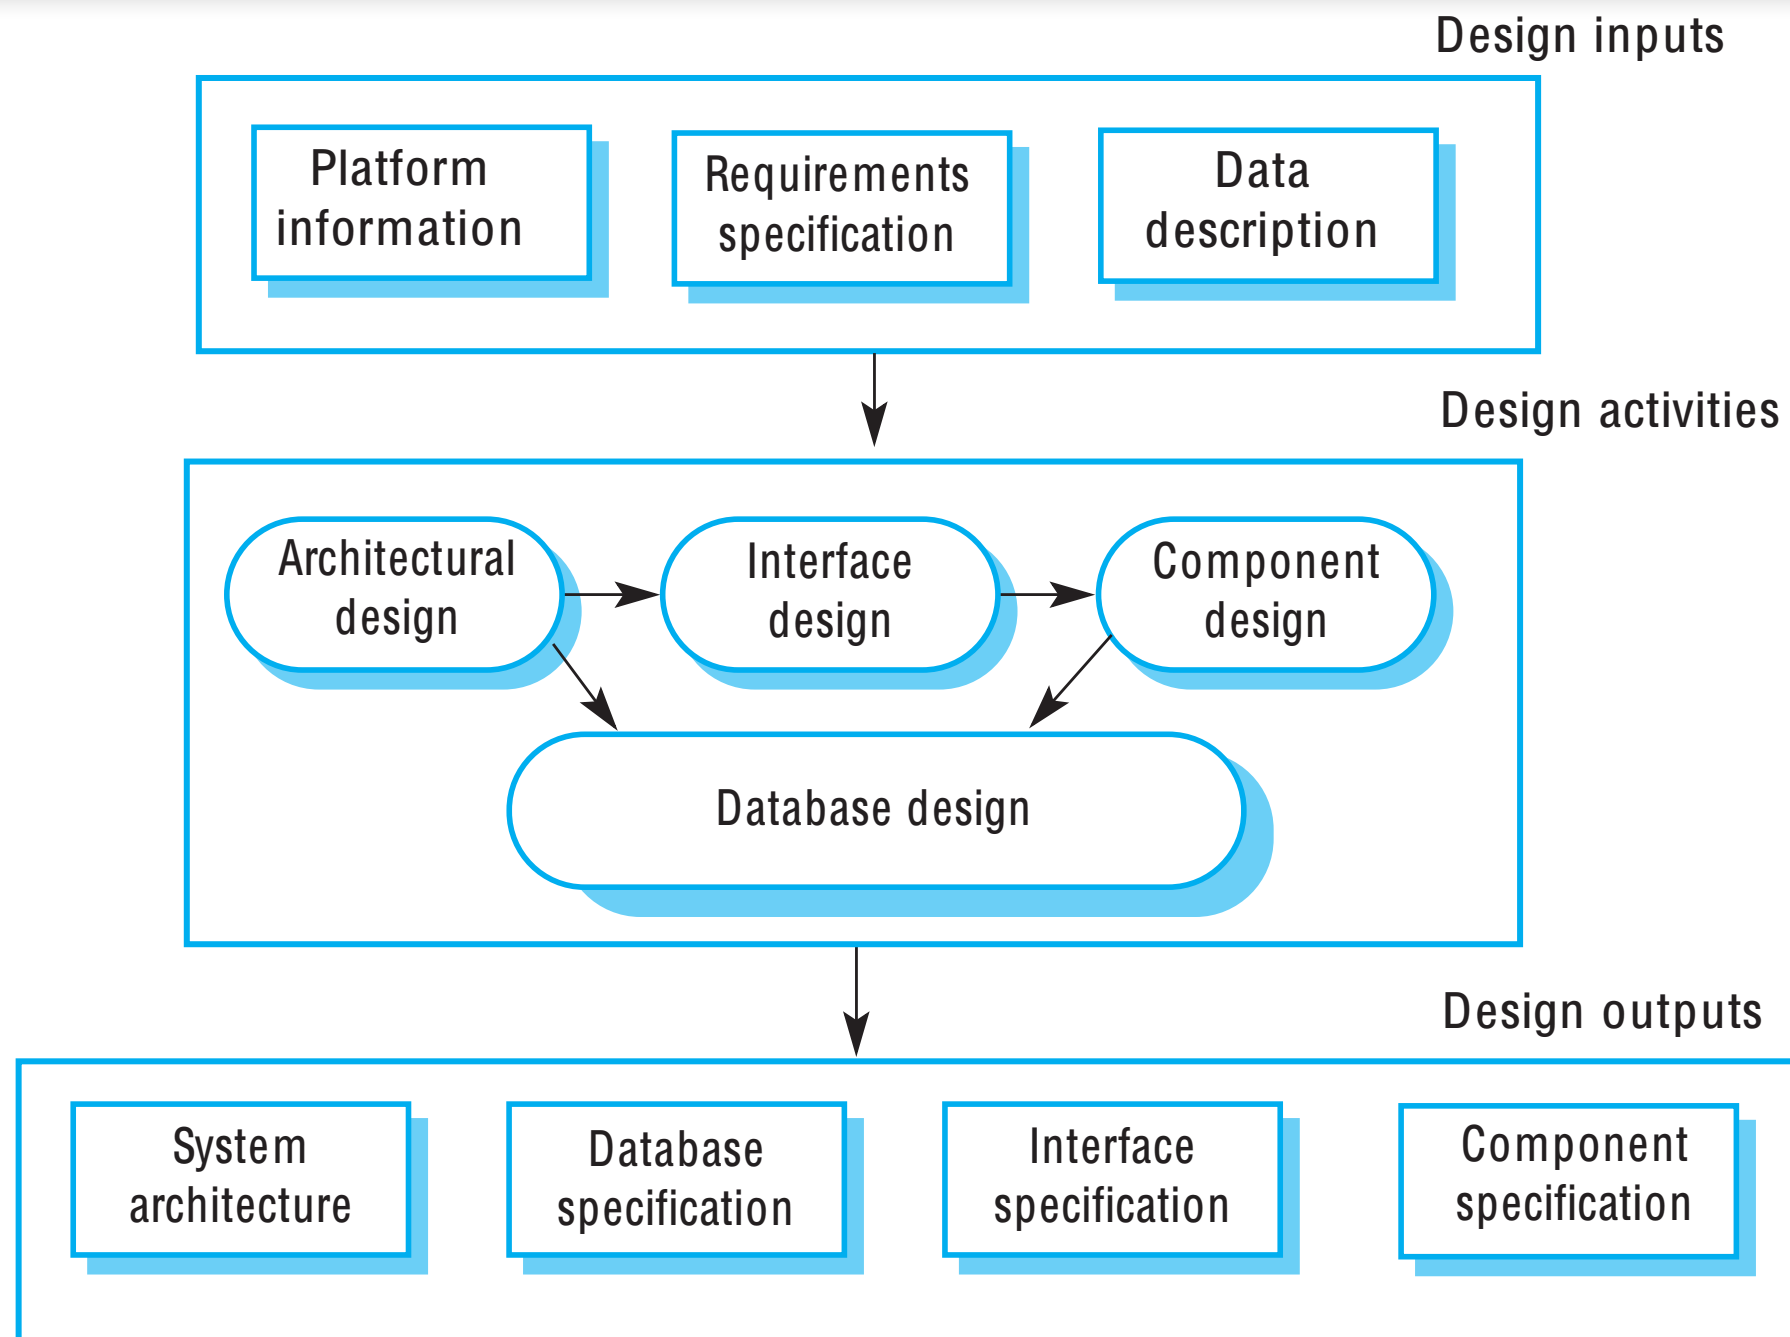 Design inputs
Platform
information
Requirements
specification
Data
description
Design activities
Architectural
design
Interface
design
Component
design
Database design
Design outputs
System
architecture
Database
specification
Interface
specification
Component
specification